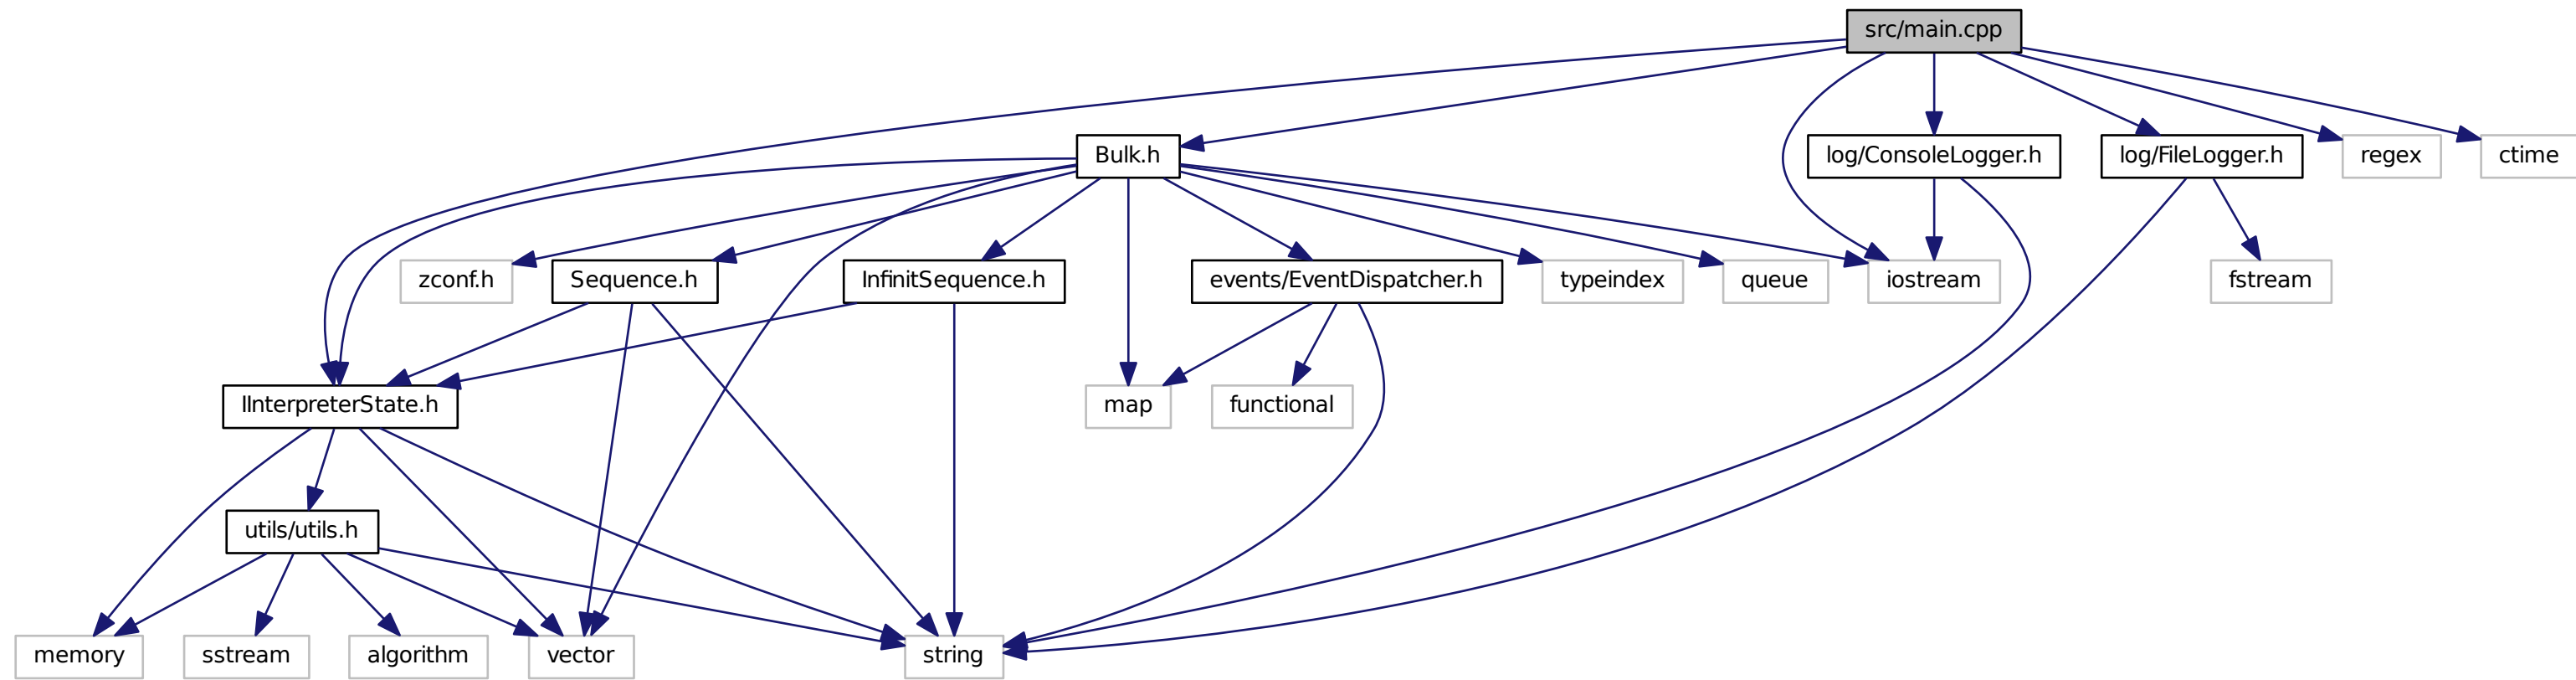 src/main.cpp
Bulk.h
log/ConsoleLogger.h
log/FileLogger.h
regex
ctime
zconf.h
Sequence.h
InfinitSequence.h
events/EventDispatcher.h
typeindex
queue
iostream
fstream
IInterpreterState.h
map
functional
utils/utils.h
memory
sstream
algorithm
vector
string